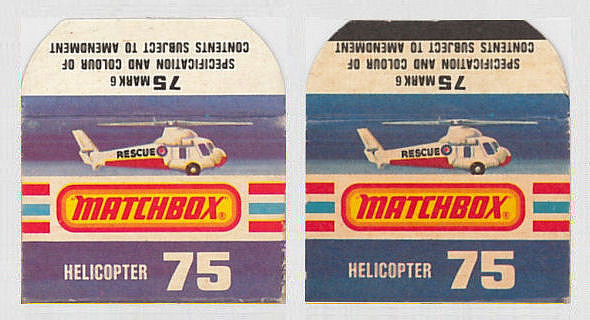 75 MARK 6
SPECIFICATION AND COLOUR OF
CONTENTS SUBJECT TO AMENDMENT
RESCUE
"MATCHBOX"®
HELICOPTER 75
75 MARK 6
SPECIFICATION AND COLOUR OF
CONTENTS SUBJECT TO AMENDMENT
RESCUE
"MATCHBOX"®
HELICOPTER 75